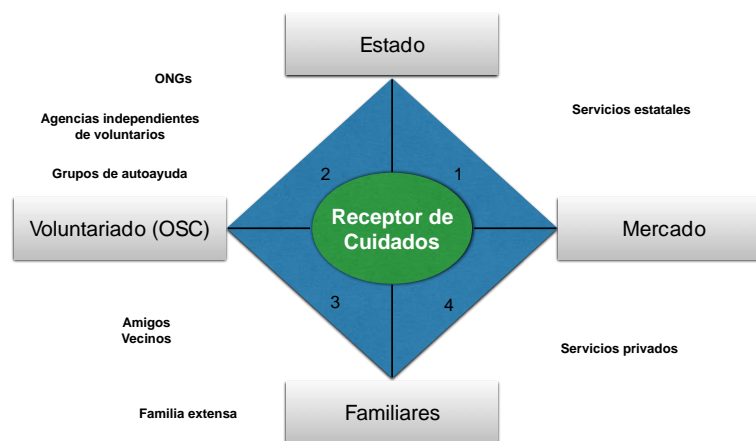 Estado
ONGs
Servicios estatales
Agencias independientes
de voluntarios
Grupos de autoayuda
2
1
Voluntariado (OSC)
Receptor de
Cuidados
Mercado
3
4
Amigos
Vecinos
Servicios privados
Familia extensa
Familiares